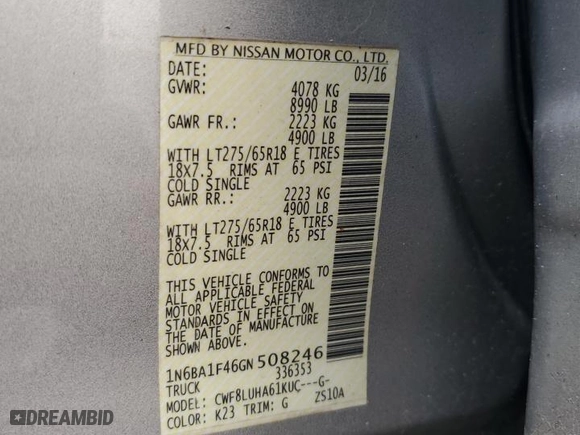 MFD BY NISSAN MOTOR CO., LTD.
DATE: 03/16
GVWR: 4078 KG
8990 LB
GAWR FR.: 2223 KG
4900 LB
WITH LT275/65R18 E TIRES
18x7.5 RIMS AT 65 PSI
COLD SINGLE
GAWR RR.: 2223 KG
4900 LB
WITH LT275/65R18 E TIRES
18x7.5 RIMS AT 65 PSI
COLD SINGLE
THIS VEHICLE CONFORMS TO
ALL APPLICABLE FEDERAL
MOTOR VEHICLE SAFETY
STANDARDS IN EFFECT ON
THE DATE OF MANUFACTURE
SHOWN ABOVE.
1N6BA1F46GN508246
TRUCK 336353
MODEL: CWF8LUHA61KUC---G-
COLOR: K23 TRIM: G ZS10A
© DREAMBID
DREAMBID.COM